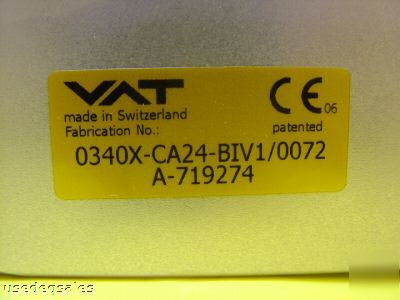 VAT
CE 06
made in Switzerland
Fabrication No.:
patented
0340X-CA24-BIV1/0072
A-719274
usedeqsales